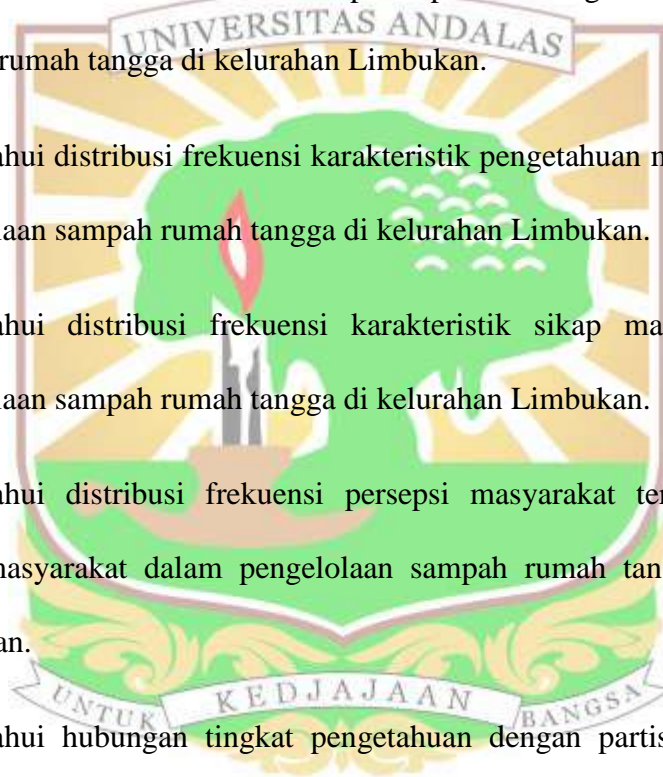 UNIVERSITAS ANDALAS
rumah tangga di kelurahan Limbukan.
ahui distribusi frekuensi karakteristik pengetahuan m
laan sampah rumah tangga di kelurahan Limbukan.
ahui distribusi frekuensi karakteristik sikap ma
laan sampah rumah tangga di kelurahan Limbukan.
ahui distribusi frekuensi persepsi masyarakat ter
masyarakat dalam pengelolaan sampah rumah tan
an.
UNTUK KEDJAJAAN BANGSA
ahui hubungan tingkat pengetahuan dengan partis